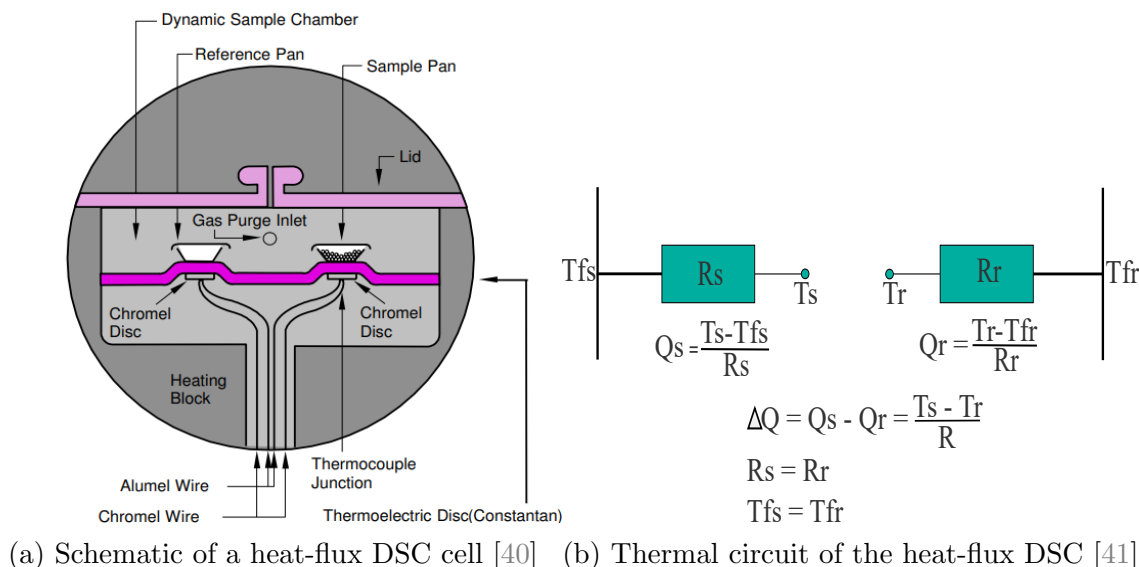 Dynamic Sample Chamber
Reference Pan
Sample Pan
Lid
Gas Purge Inlet
Chromel
Disc
Chromel
Disc
Heating
Block
Thermocouple
Junction
Alumel Wire
Chromel Wire
Thermoelectric Disc(Constantan)
(a) Schematic of a heat-flux DSC cell [40]
Tfs
Rs
Ts
Tr
Rr
Tfr
Qs = Ts-Tfs / Rs
Qr = Tr-Tfr / Rr
ΔQ = Qs - Qr = Ts - Tr / R
Rs = Rr
Tfs = Tfr
(b) Thermal circuit of the heat-flux DSC [41]